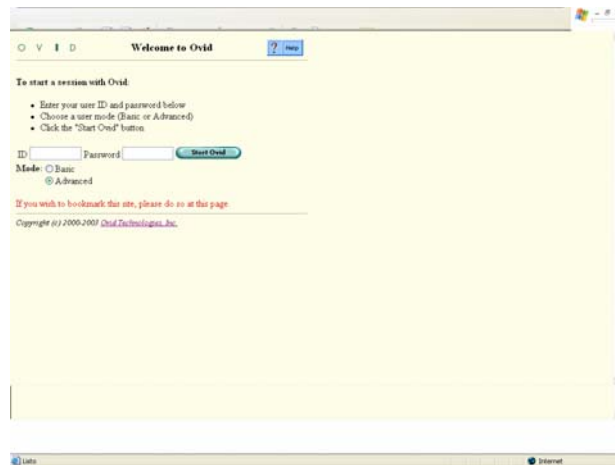 O V I D Welcome to Ovid ? Help
To start a session with Ovid:
• Enter your user ID and password below
• Choose a user mode (Basic or Advanced)
• Click the "Start Ovid" button
ID Password Start Ovid
Mode: Basic
Advanced
If you wish to bookmark this site, please do so at this page
Copyright (c) 2000-2003 Ovid Technologies, Inc.
Listo Internet